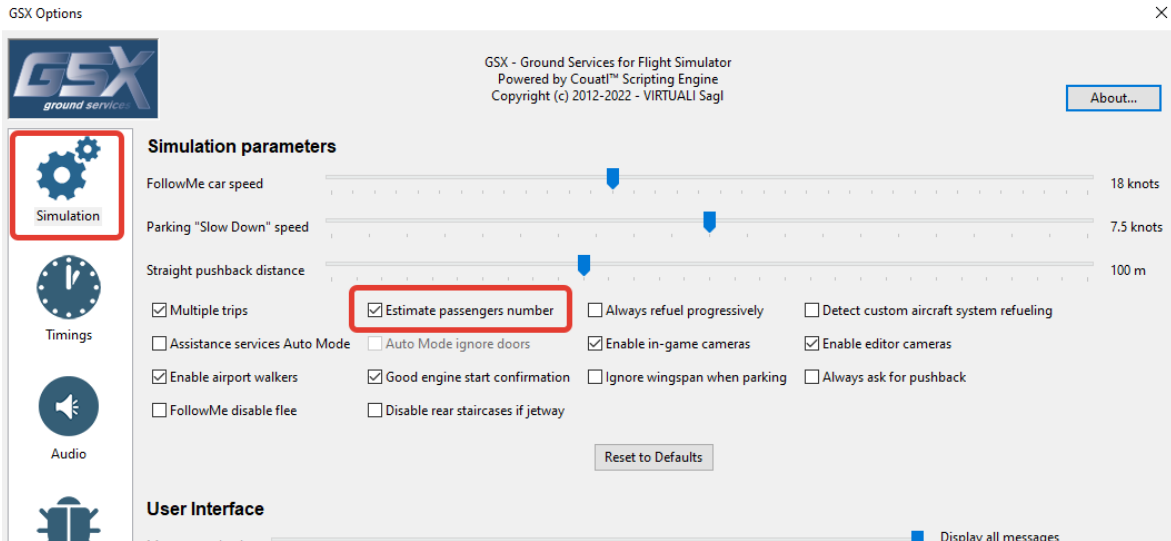 GSX Options
GSX
ground services
GSX - Ground Services for Flight Simulator
Powered by Couatl™ Scripting Engine
Copyright (c) 2012-2022 - VIRTUALI Sagl
About...
Simulation
Timings
Audio
Simulation parameters
FollowMe car speed 18 knots
Parking "Slow Down" speed 7.5 knots
Straight pushback distance 100 m
Multiple trips Estimate passengers number Always refuel progressively Detect custom aircraft system refueling
Assistance services Auto Mode Auto Mode ignore doors Enable in-game cameras Enable editor cameras
Enable airport walkers Good engine start confirmation Ignore wingspan when parking Always ask for pushback
FollowMe disable flee Disable rear staircases if jetway
Reset to Defaults
User Interface
Display all messages